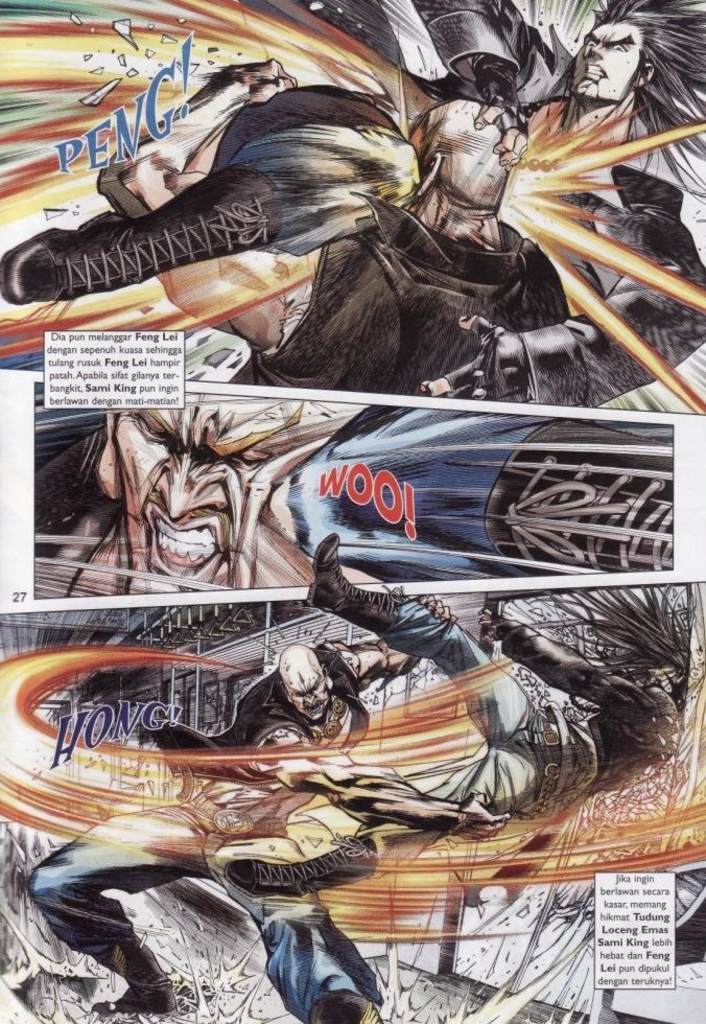 PENG!
Dia pun melanggar Feng Lei
dengan sepenuh kuasa sehingga
tulang rusuk Feng Lei hampir
patah. Apabila sifat gilanya ter-
bangkit, Sami King pun ingin
berlawan dengan mati-matian!
WOO!
27
HONG!
Jika ingin
berlawan secara
kasar, memang
hikmat Tudung
Loceng Emas
Sami King lebih
hebat dan Feng
Lei pun dipukul
dengan teruknya!